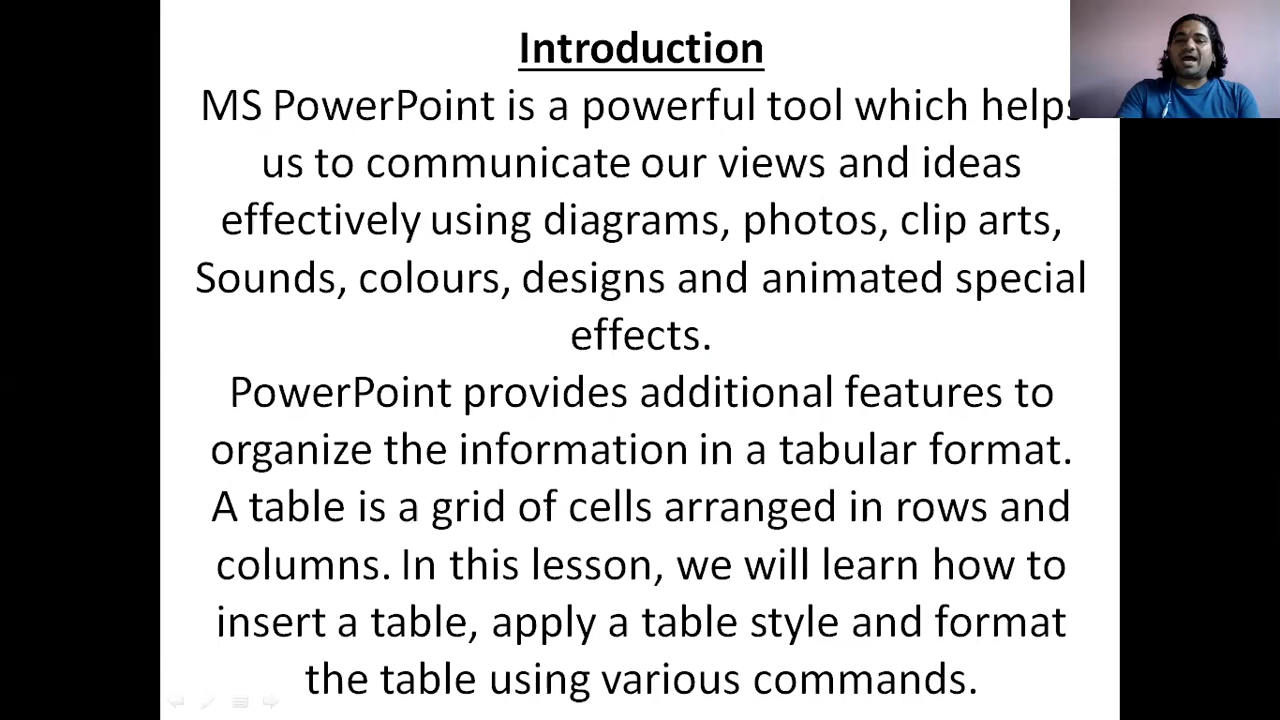 Introduction
MS PowerPoint is a powerful tool which helps
us to communicate our views and ideas
effectively using diagrams, photos, clip arts,
Sounds, colours, designs and animated special
effects.
PowerPoint provides additional features to
organize the information in a tabular format.
A table is a grid of cells arranged in rows and
columns. In this lesson, we will learn how to
insert a table, apply a table style and format
the table using various commands.